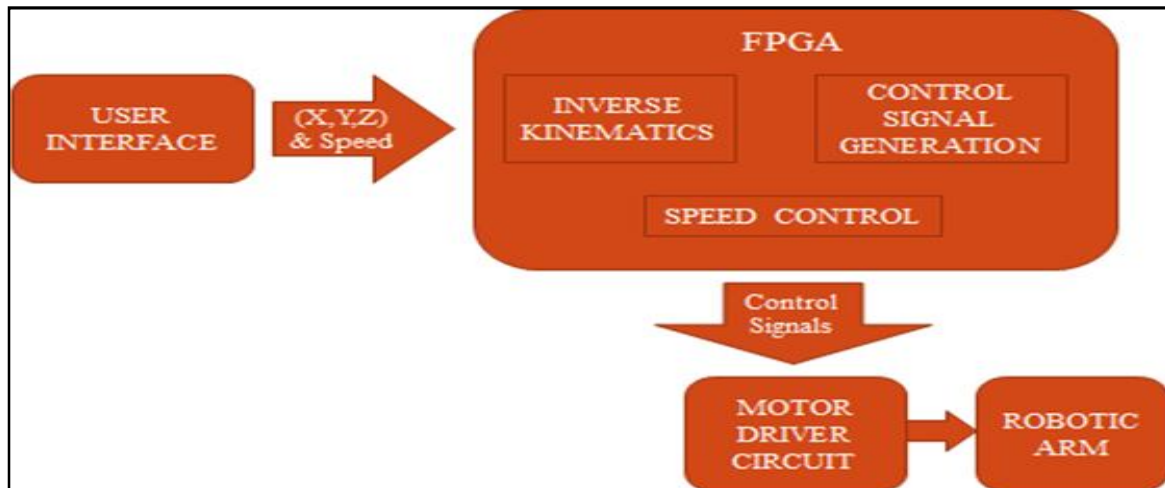 USER
INTERFACE
(X,Y,Z)
& Speed
FPGA
INVERSE
KINEMATICS
CONTROL
SIGNAL
GENERATION
SPEED CONTROL
Control
Signals
MOTOR
DRIVER
CIRCUIT
ROBOTIC
ARM